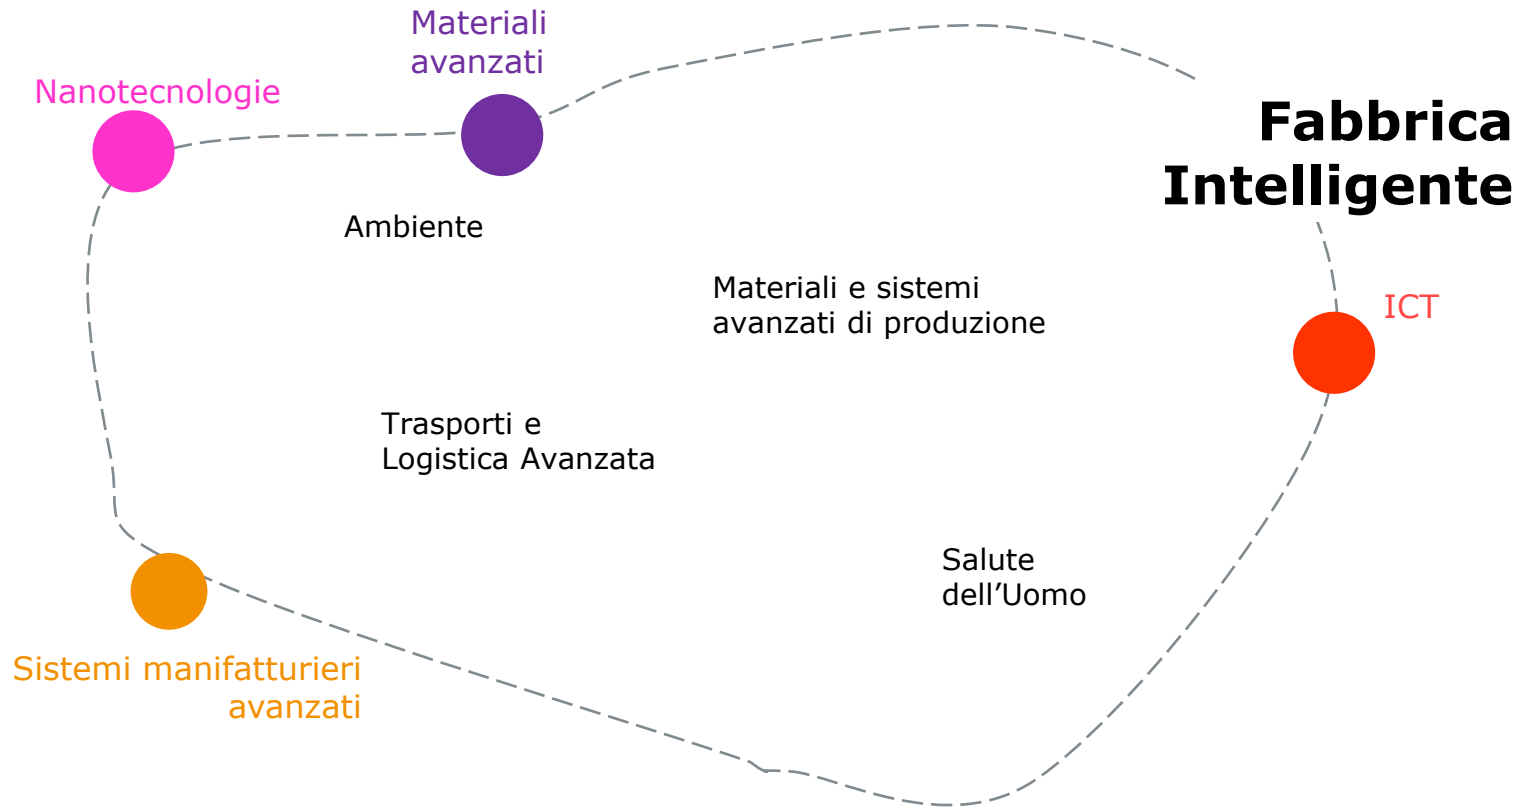 Materiali
avanzati
Nanotecnologie
Fabbrica
Intelligente
Ambiente
Materiali e sistemi
avanzati di produzione
ICT
Trasporti e
Logistica Avanzata
Salute
dell’Uomo
Sistemi manifatturieri
avanzati